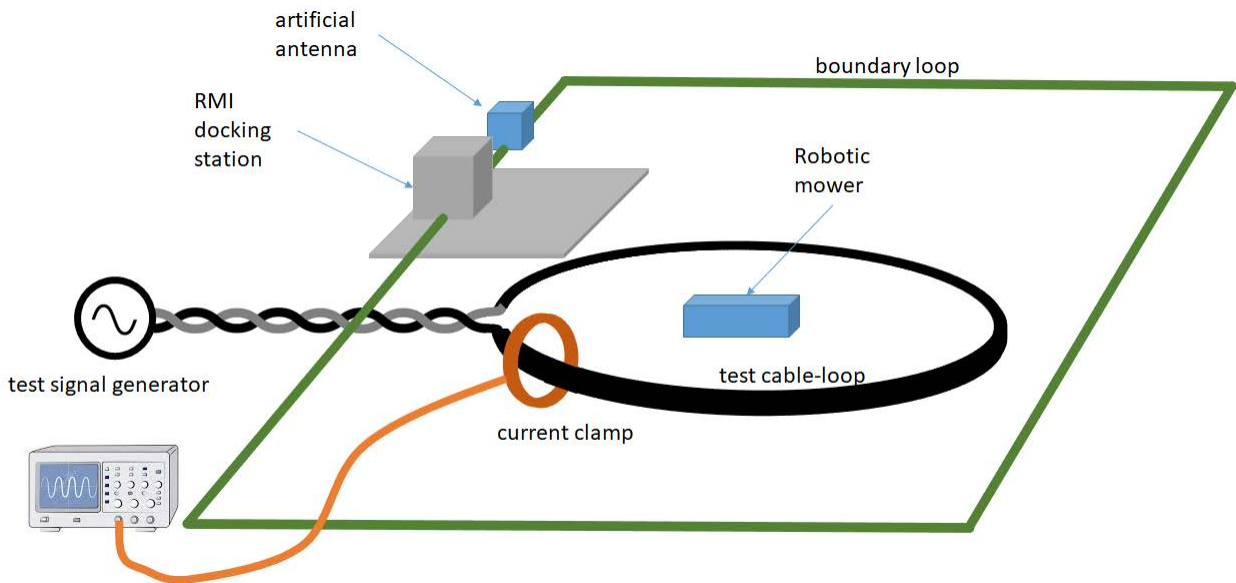 artificial
antenna
boundary loop
RMI
docking
station
Robotic
mower
test signal generator
test cable-loop
current clamp